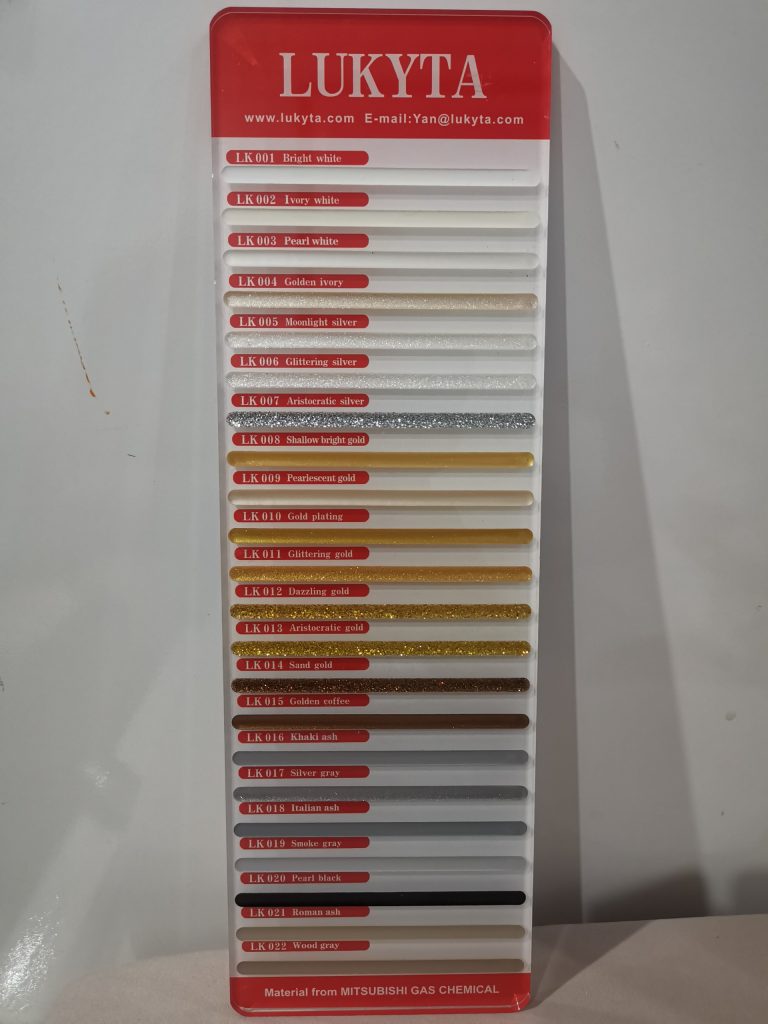 LUKYTA
www.lukyta.com E-mail:Yan@lukyta.com
LK 001 Bright white
LK 002 Ivory white
LK 003 Pearl white
LK 004 Golden ivory
LK 005 Moonlight silver
LK 006 Glittering silver
LK 007 Aristocratic silver
LK 008 Shallow bright gold
LK 009 Pearlescent gold
LK 010 Gold plating
LK 011 Glittering gold
LK 012 Dazzling gold
LK 013 Aristocratic gold
LK 014 Sand gold
LK 015 Golden coffee
LK 016 Khaki ash
LK 017 Silver gray
LK 018 Italian ash
LK 019 Smoke gray
LK 020 Pearl black
LK 021 Roman ash
LK 022 Wood gray
Material from MITSUBISHI GAS CHEMICAL